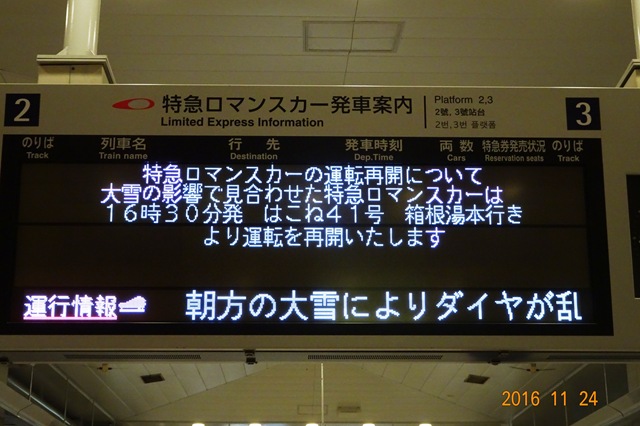 2
特急ロマンスカー発車案内
Limited Express Information
Platform 2,3
2號, 3號站台
2번, 3번 플랫폼
3
のりば 列車名 行先 発車時刻 両数 特急券発売状況 のりば
Track Train name Destination Dep.Time Cars Reservation seats Track
特急ロマンスカーの運転再開について
大雪の影響で見合わせた特急ロマンスカーは
16時30分発 はこね41号 箱根湯本行き
より運転を再開いたします
運行情報 朝方の大雪によりダイヤが乱
2016 11 24